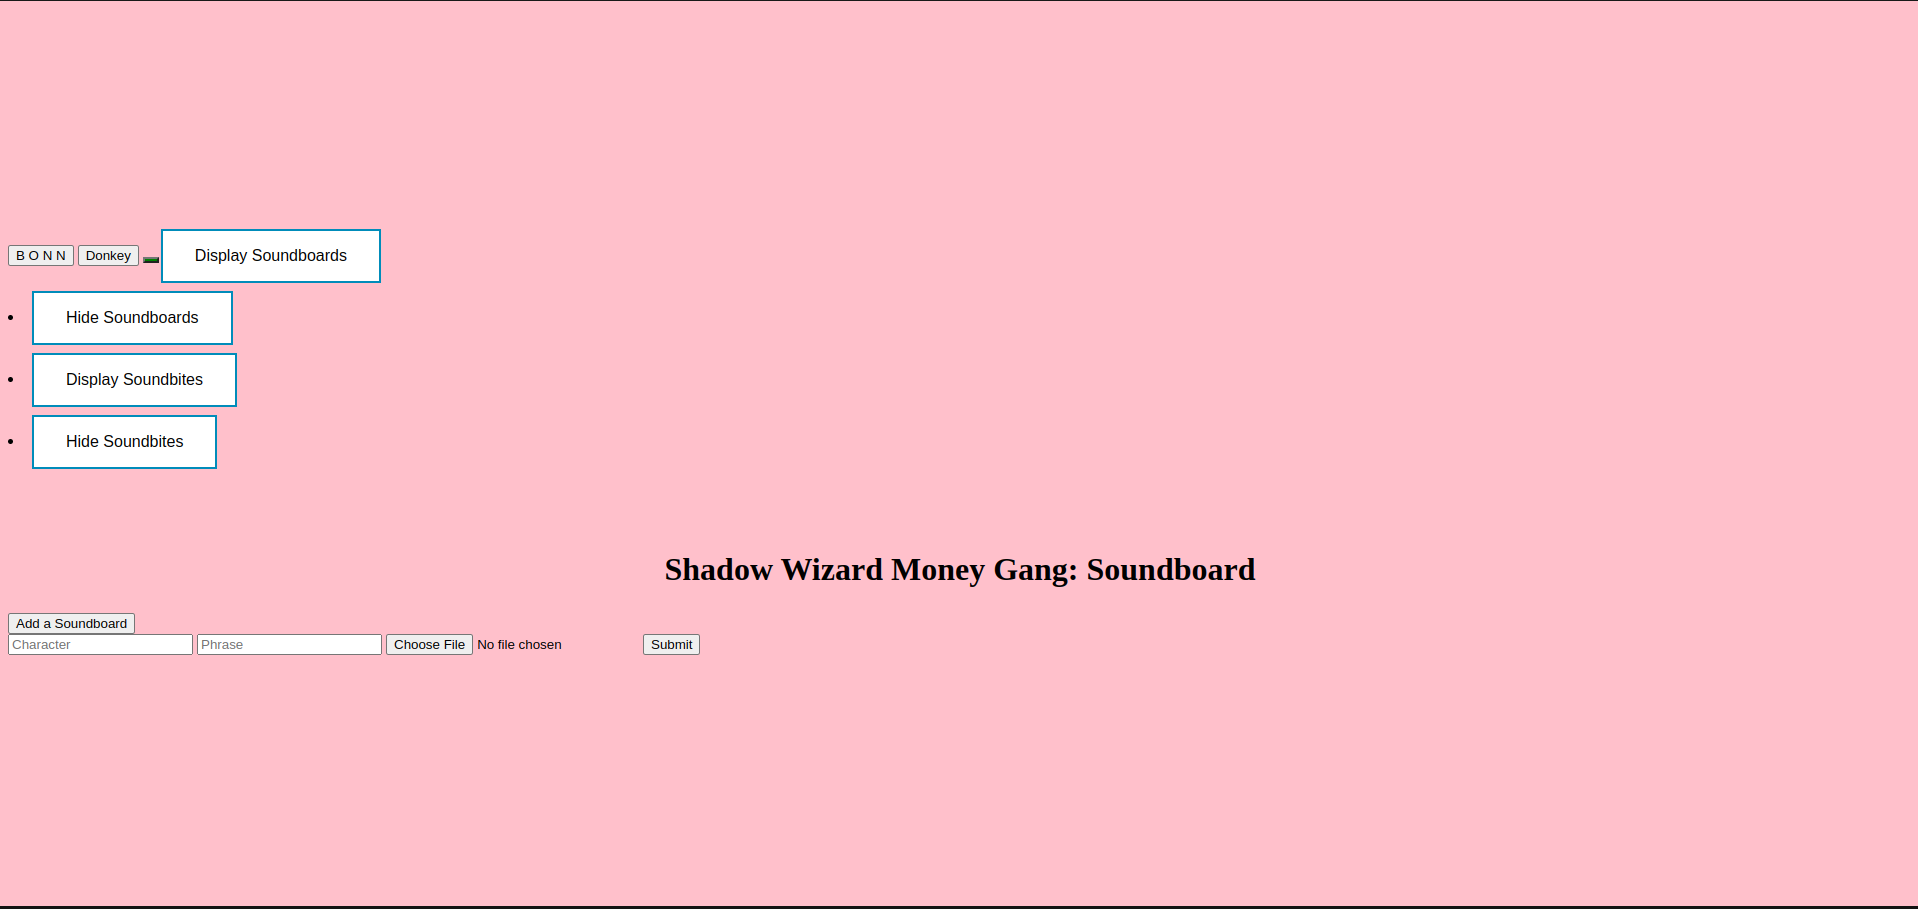 B O N N Donkey Display Soundboards
Hide Soundboards
Display Soundbites
Hide Soundbites
Shadow Wizard Money Gang: Soundboard
Add a Soundboard
Character Phrase Choose File No file chosen Submit